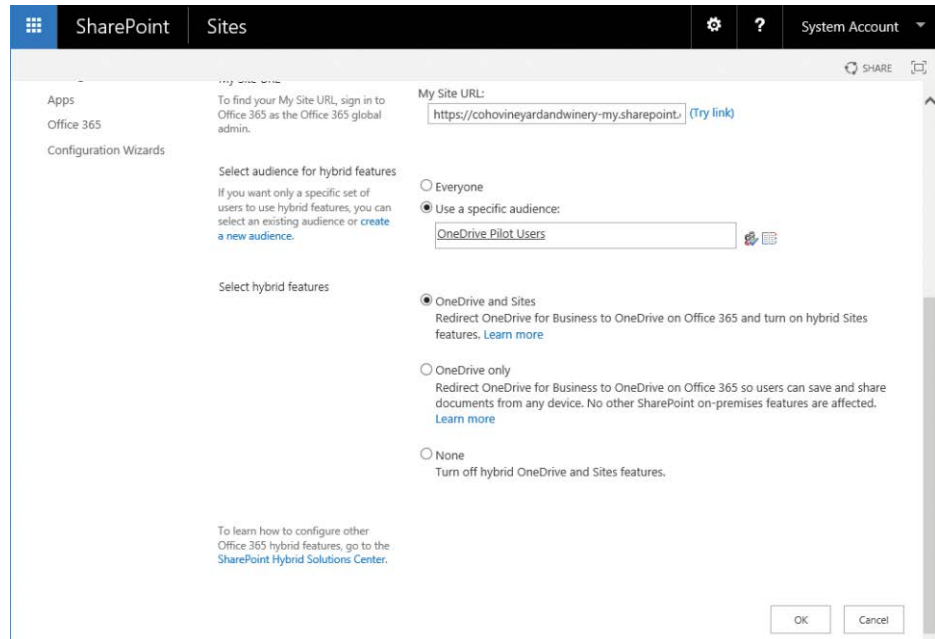 SharePoint
Sites
?
System Account
SHARE
Apps
Office 365
Configuration Wizards
To find your My Site URL, sign in to
Office 365 as the Office 365 global
admin.
My Site URL:
https://cohovineyardandwinery-my.sharepoint.
(Try link)
Select audience for hybrid features
If you want only a specific set of
users to use hybrid features, you can
select an existing audience or create
a new audience.
Everyone
Use a specific audience:
OneDrive Pilot Users
Select hybrid features
OneDrive and Sites
Redirect OneDrive for Business to OneDrive on Office 365 and turn on hybrid Sites
features. Learn more
OneDrive only
Redirect OneDrive for Business to OneDrive on Office 365 so users can save and share
documents from any device. No other SharePoint on-premises features are affected.
Learn more
None
Turn off hybrid OneDrive and Sites features.
To learn how to configure other
Office 365 hybrid features, go to the
SharePoint Hybrid Solutions Center.
OK
Cancel